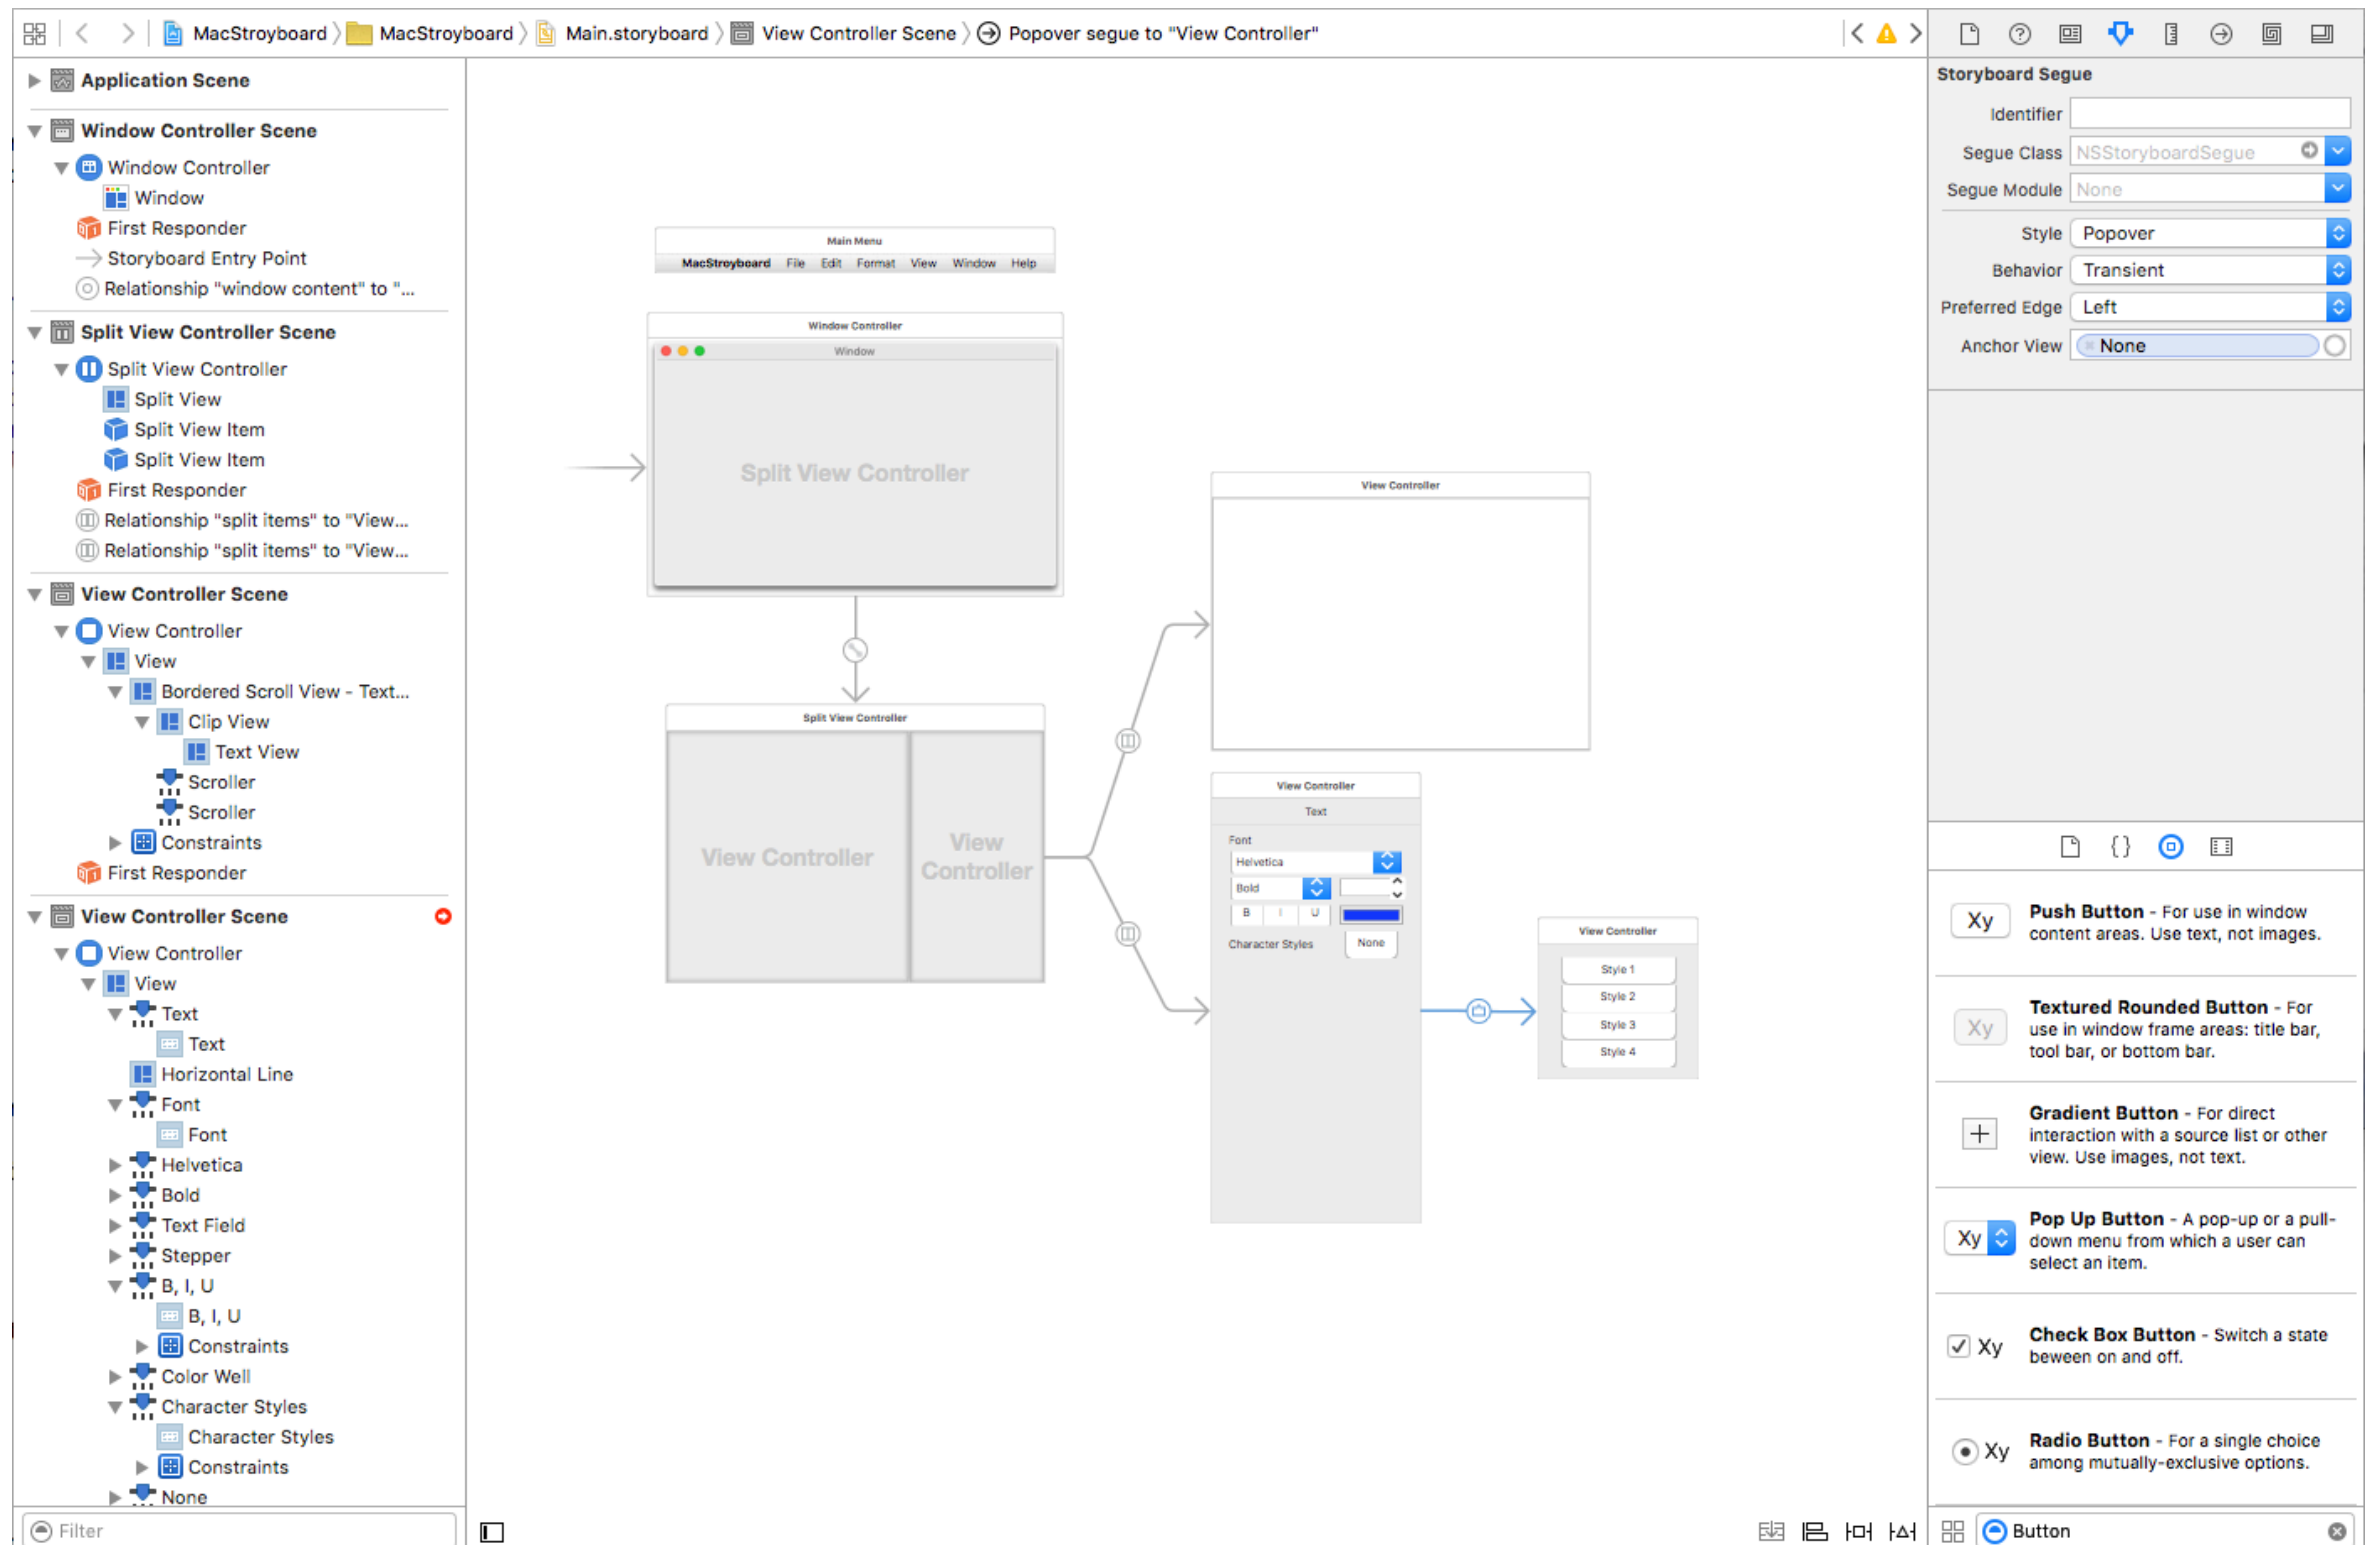 MacStroyboard
MacStroyboard
Main.storyboard
View Controller Scene
Popover segue to "View Controller"
Application Scene
Window Controller Scene
Window Controller
Window
First Responder
Storyboard Entry Point
Relationship "window content" to "...
Split View Controller Scene
Split View Controller
Split View
Split View Item
Split View Item
First Responder
Relationship "split items" to "View...
Relationship "split items" to "View...
View Controller Scene
View Controller
View
Bordered Scroll View - Text...
Clip View
Text View
Scroller
Scroller
Constraints
First Responder
View Controller Scene
View Controller
View
Text
Text
Horizontal Line
Font
Font
Helvetica
Bold
Text Field
Stepper
B, I, U
B, I, U
Constraints
Color Well
Character Styles
Character Styles
Constraints
None
Filter
Main Menu
MacStroyboard File Edit Format View Window Help
Window Controller
Window
Split View Controller
Split View Controller
View Controller
View
Controller
View Controller
View Controller
Text
Font
Helvetica
Bold
B I U
Character Styles
None
View Controller
Style 1
Style 2
Style 3
Style 4
Storyboard Segue
Identifier
Segue Class NSStoryboardSegue
Segue Module None
Style Popover
Behavior Transient
Preferred Edge Left
Anchor View None
{}
Xy
Push Button - For use in window
content areas. Use text, not images.
Xy
Textured Rounded Button - For
use in window frame areas: title bar,
tool bar, or bottom bar.
Gradient Button - For direct
interaction with a source list or other
view. Use images, not text.
Xy
Pop Up Button - A pop-up or a pull-
down menu from which a user can
select an item.
Xy
Check Box Button - Switch a state
beween on and off.
Xy
Radio Button - For a single choice
among mutually-exclusive options.
Button